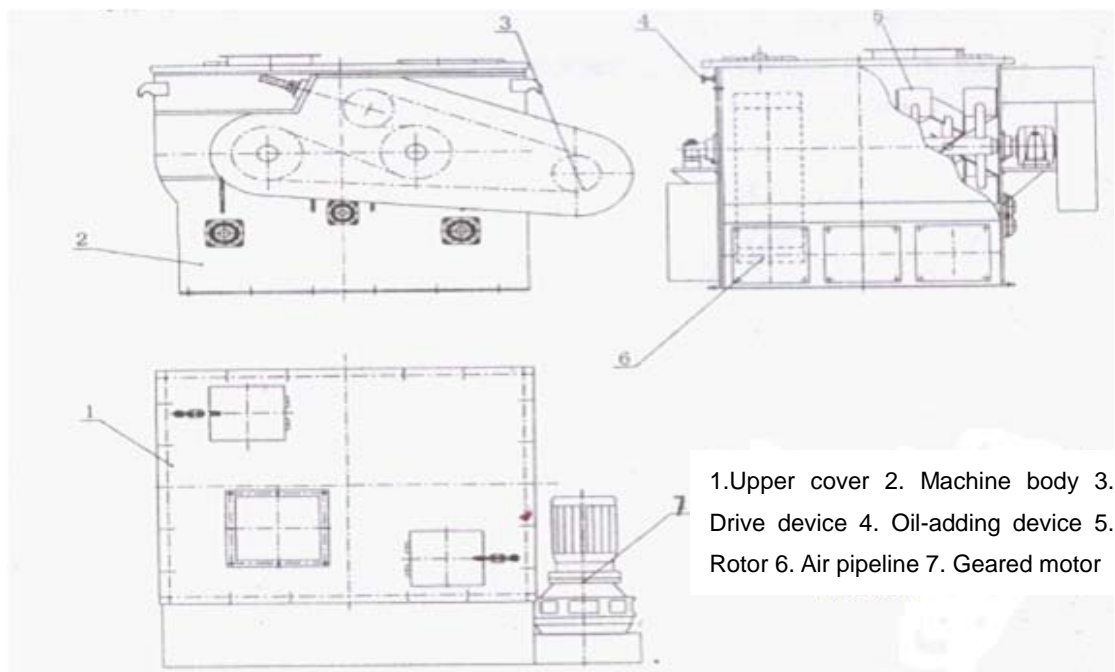 3
4
5
2
6
1
7
1.Upper cover 2. Machine body 3.
Drive device 4. Oil-adding device 5.
Rotor 6. Air pipeline 7. Geared motor